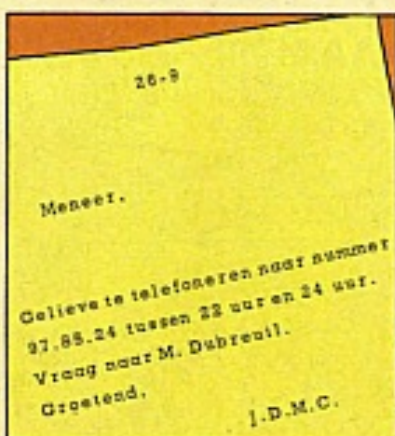 26-9
Meneer,
Gelieve te telefoneren naar nummer
97.85.24 tussen 22 uur en 24 uur.
Vraag naar M. Dubreuil.
Groetend,
J.D.M.C.